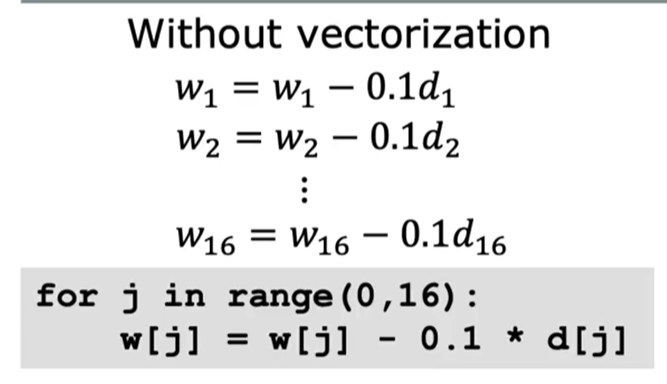 Without vectorization
w₁ = w₁ − 0.1d₁
w₂ = w₂ − 0.1d₂
⋮
w₁₆ = w₁₆ − 0.1d₁₆
for j in range(0,16):
    w[j] = w[j] - 0.1 * d[j]